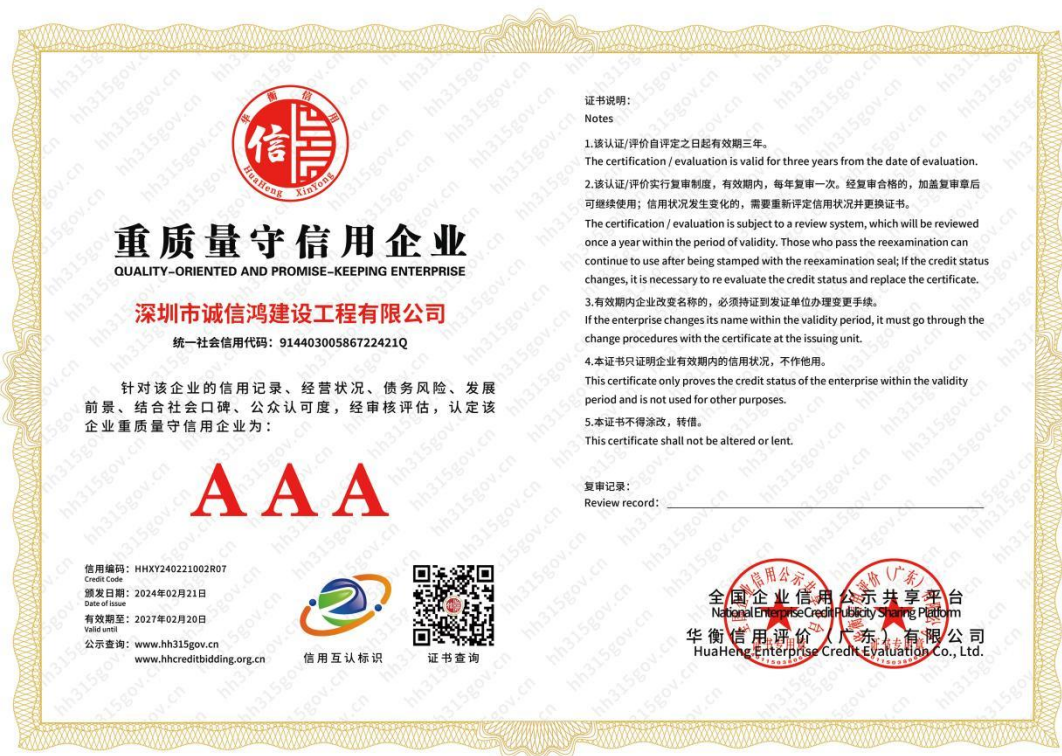 华衡信用
信
HuaHeng XinYong
重质量守信用企业
QUALITY-ORIENTED AND PROMISE-KEEPING ENTERPRISE
深圳市诚信鸿建设工程有限公司
统一社会信用代码：91440300586722421Q
针对该企业的信用记录、经营状况、债务风险、发展
前景、结合社会口碑、公众认可度，经审核评估，认定该
企业重质量守信用企业为：
AAA
信用编码：HHXY240221002R07
Credit Code
颁发日期：2024年02月21日
Date of issue
有效期至：2027年02月20日
Valid until
公示查询：www.hh315gov.cn
www.hhcreditbidding.org.cn
信用互认标识
证书查询
证书说明：
Notes
1.该认证/评价自评定之日起有效期三年。
The certification / evaluation is valid for three years from the date of evaluation.
2.该认证/评价实行复审制度，有效期内，每年复审一次。经复审合格的，加盖复审章后
可继续使用；信用状况发生变化的，需要重新评定信用状况并更换证书。
The certification / evaluation is subject to a review system, which will be reviewed
once a year within the period of validity. Those who pass the reexamination can
continue to use after being stamped with the reexamination seal; If the credit status
changes, it is necessary to re evaluate the credit status and replace the certificate.
3.有效期内企业改变名称的，必须持证到发证单位办理变更手续。
If the enterprise changes its name within the validity period, it must go through the
change procedures with the certificate at the issuing unit.
4.本证书只证明企业有效期内的信用状况，不作他用。
This certificate only proves the credit status of the enterprise within the validity
period and is not used for other purposes.
5.本证书不得涂改，转借。
This certificate shall not be altered or lent.
复审记录：
Review record:
全国企业信用公示共享平台
National Enterprise Credit Publicity Sharing Platform
华衡信用评价（广东）有限公司
HuaHeng Enterprise Credit Evaluation Co., Ltd.
证书专用章
证书专用章
hh315gov.cn